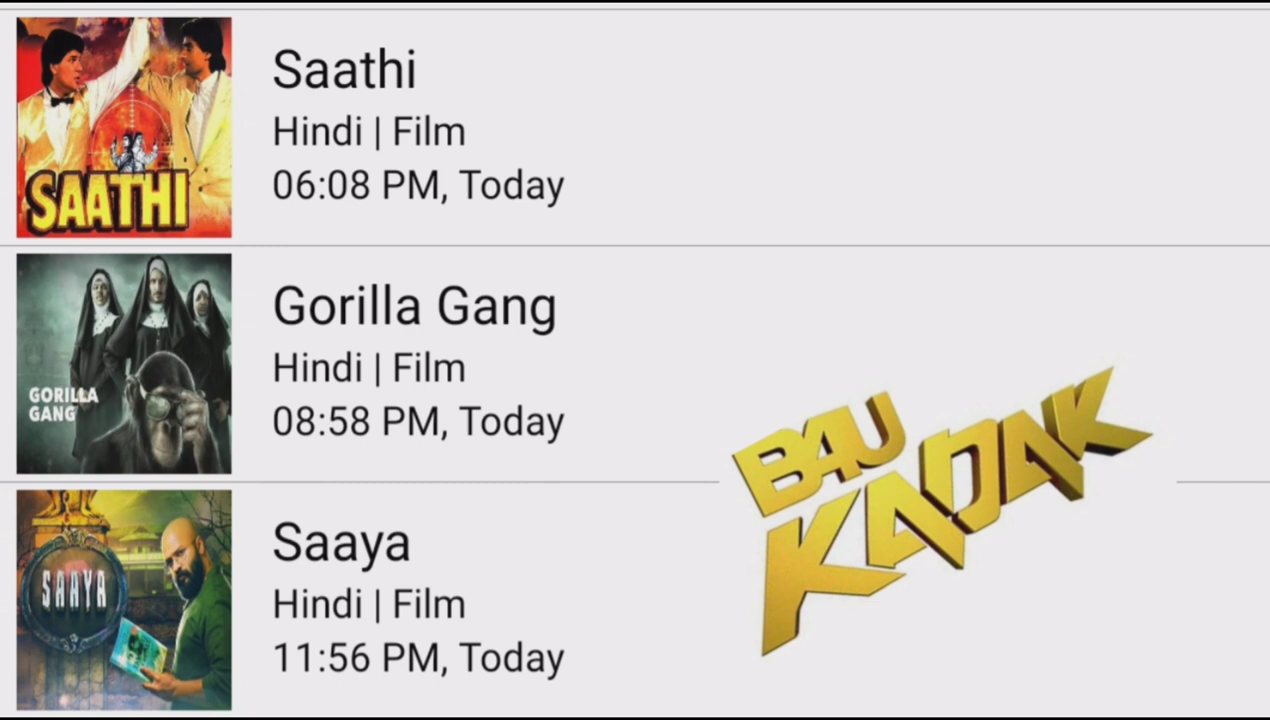 SAATHI
Saathi
Hindi | Film
06:08 PM, Today
GORILLA
GANG
Gorilla Gang
Hindi | Film
08:58 PM, Today
SAAYA
Saaya
Hindi | Film
11:56 PM, Today
B4U
KADAK